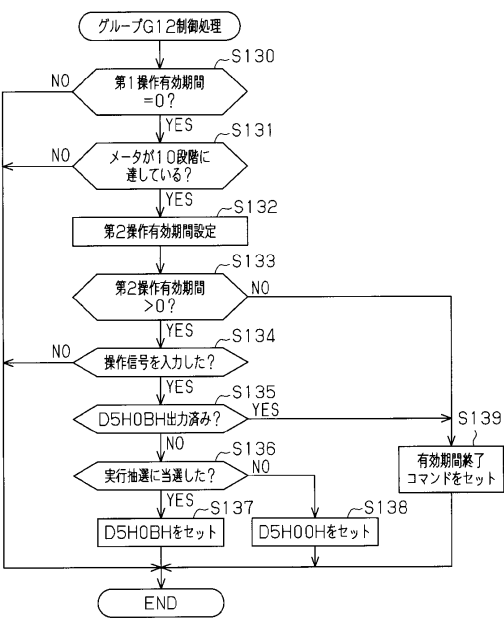 グループG12制御処理
S130
第1操作有効期間
=0?
NO
YES
S131
メータが10段階に
達している?
NO
YES
S132
第2操作有効期間設定
S133
第2操作有効期間
>0?
NO
YES
S134
操作信号を入力した?
NO
YES
S135
D5H0BH出力済み?
YES
NO
S139
有効期間終了
コマンドをセット
S136
実行抽選に当選した?
NO
YES
S137
D5H0BHをセット
S138
D5H00Hをセット
END